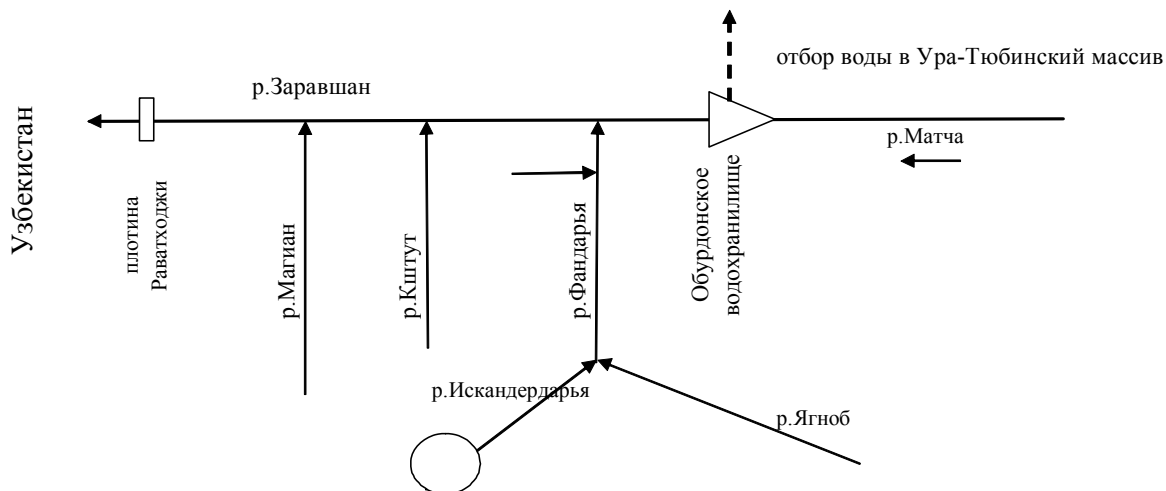 отбор воды в Ура-Тюбинский массив
р.Заравшан
р.Матча
Узбекистан
плотина
Раватходжи
р.Магиан
р.Кштут
р.Фандарья
Обурдонское
водохранилище
р.Искандердарья
р.Ягноб